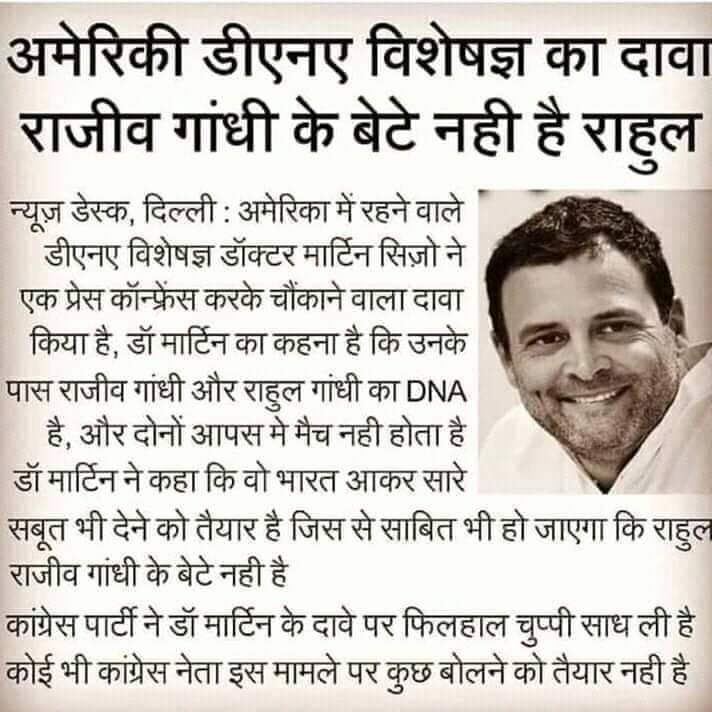 अमेरिकी डीएनए विशेषज्ञ का दावा
राजीव गांधी के बेटे नही है राहुल
न्यूज़ डेस्क, दिल्ली : अमेरिका में रहने वाले
डीएनए विशेषज्ञ डॉक्टर मार्टिन सिज़ो ने
एक प्रेस कॉन्फ्रेंस करके चौंकाने वाला दावा
किया है, डॉ मार्टिन का कहना है कि उनके
पास राजीव गांधी और राहुल गांधी का DNA
है, और दोनों आपस मे मैच नही होता है
डॉ मार्टिन ने कहा कि वो भारत आकर सारे
सबूत भी देने को तैयार है जिस से साबित भी हो जाएगा कि राहुल
राजीव गांधी के बेटे नही है
कांग्रेस पार्टी ने डॉ मार्टिन के दावे पर फिलहाल चुप्पी साध ली है
कोई भी कांग्रेस नेता इस मामले पर कुछ बोलने को तैयार नही है